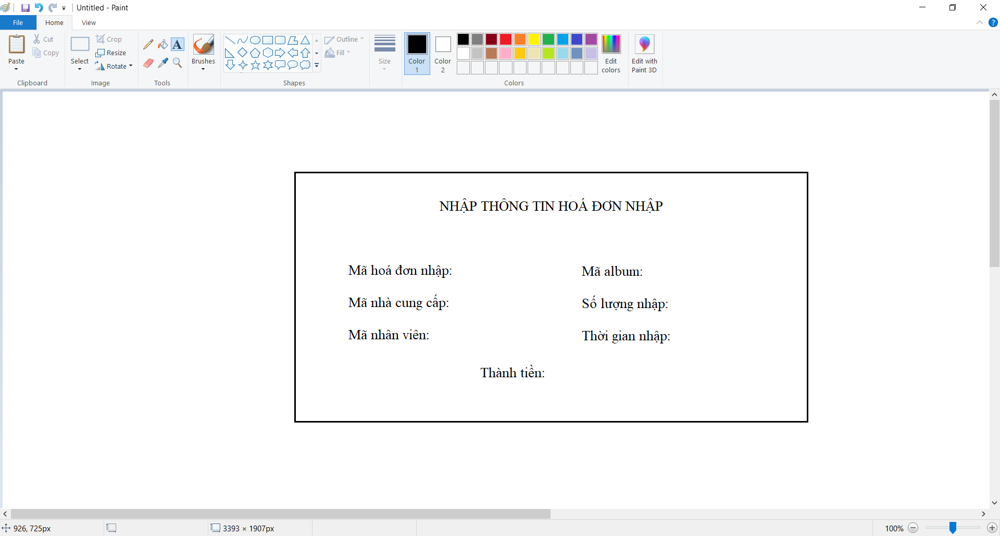 Untitled - Paint
File Home View
Paste
Cut
Copy
Clipboard
Select
Crop
Resize
Rotate
Image
Tools
Brushes
Shapes
Outline
Fill
Size
Color 1
Color 2
Colors
Edit colors
Edit with Paint 3D
NHẬP THÔNG TIN HOÁ ĐƠN NHẬP
Mã hoá đơn nhập: Mã album:
Mã nhà cung cấp: Số lượng nhập:
Mã nhân viên: Thời gian nhập:
Thành tiền:
926, 725px 3393 × 1907px 100%